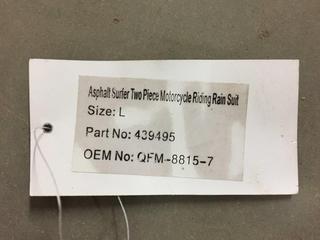 Asphalt Surfer Two Piece Motorcycle Riding Rain Suit
Size: L
Part No: 439495
OEM No: QFM-8815-7